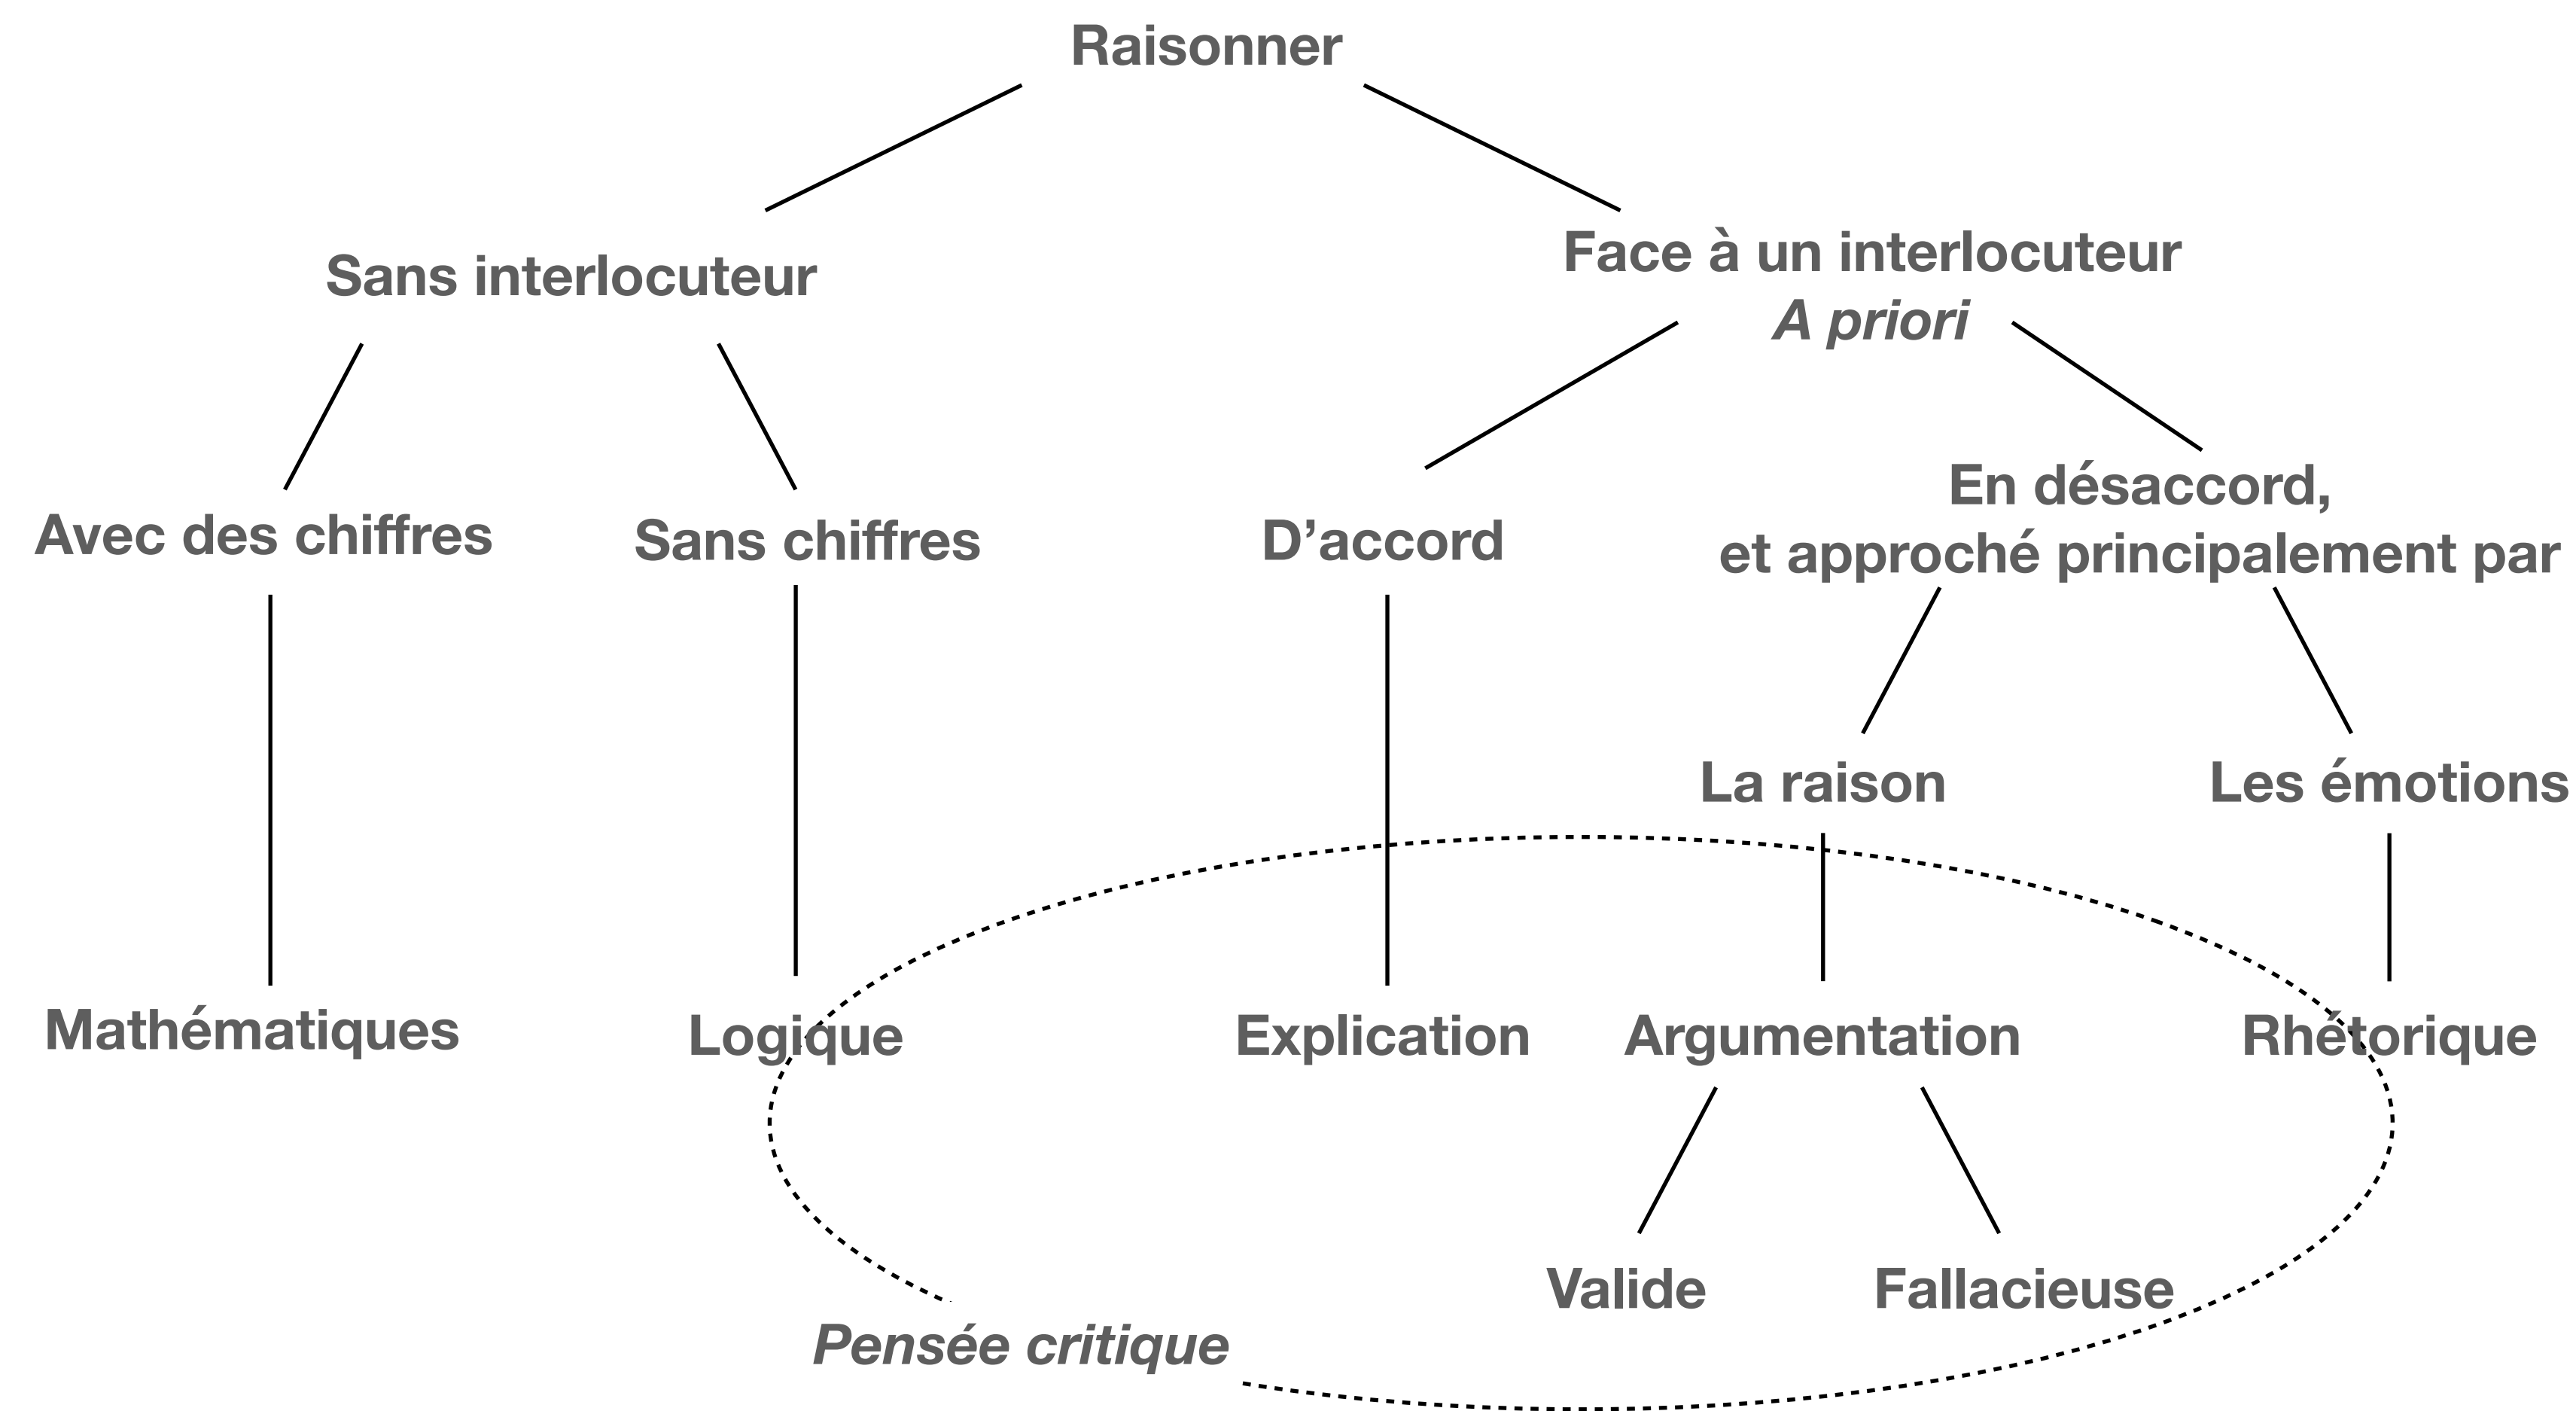 Raisonner
Sans interlocuteur
Face à un interlocuteur
A priori
Avec des chiffres
Sans chiffres
D’accord
En désaccord,
et approché principalement par
La raison
Les émotions
Mathématiques
Logique
Explication
Argumentation
Rhétorique
Valide
Fallacieuse
Pensée critique